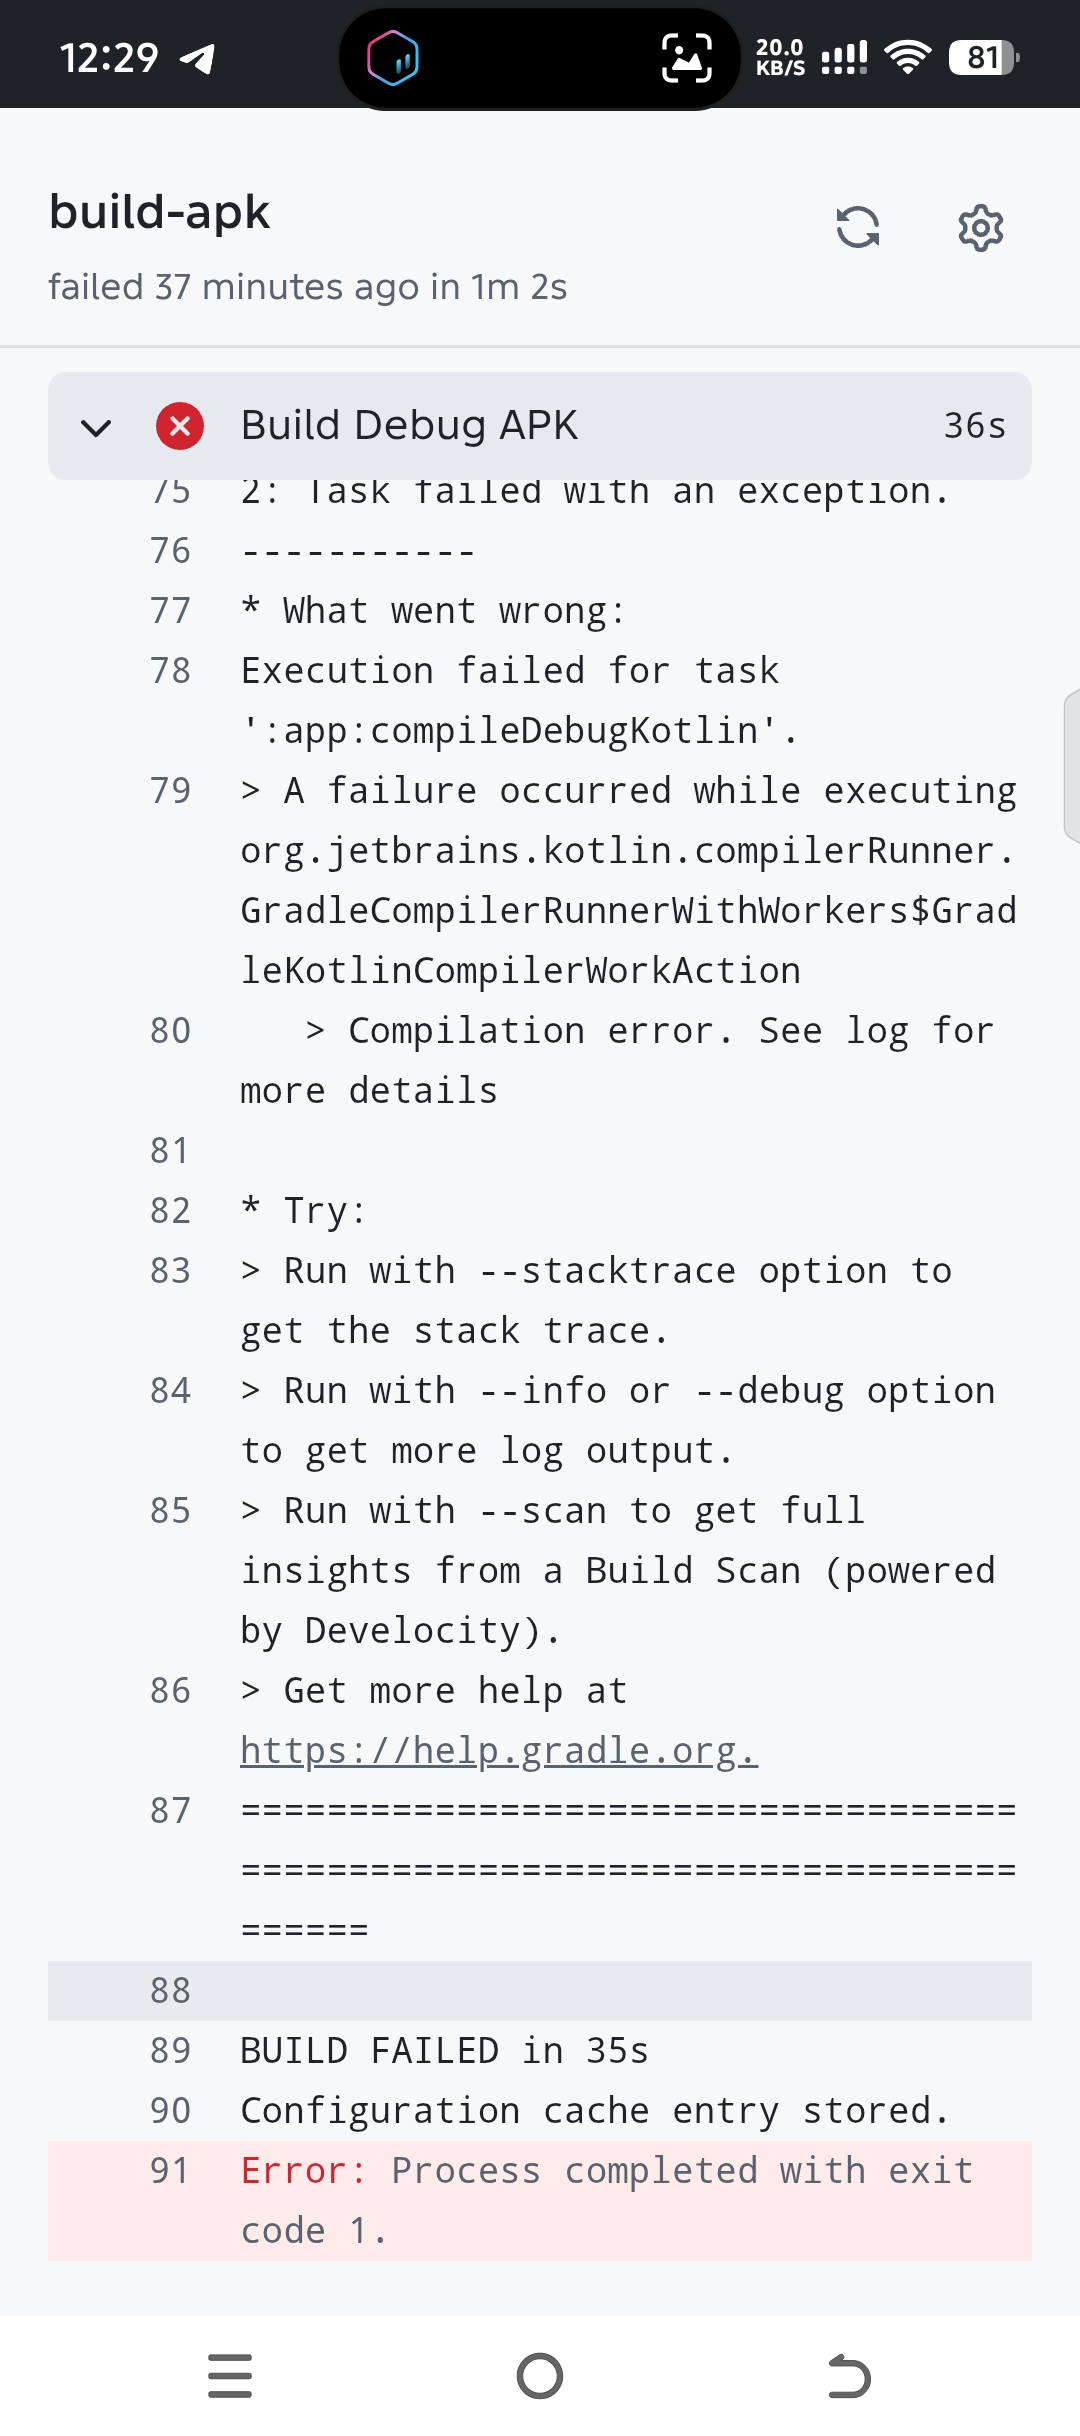 12:29
20.0
KB/S
81
build-apk
failed 37 minutes ago in 1m 2s
Build Debug APK 36s
75 2: Task failed with an exception.
76 -----------
77 * What went wrong:
78 Execution failed for task
':app:compileDebugKotlin'.
79 > A failure occurred while executing
org.jetbrains.kotlin.compilerRunner.
GradleCompilerRunnerWithWorkers$Grad
leKotlinCompilerWorkAction
80    > Compilation error. See log for
more details
81
82 * Try:
83 > Run with --stacktrace option to
get the stack trace.
84 > Run with --info or --debug option
to get more log output.
85 > Run with --scan to get full
insights from a Build Scan (powered
by Develocity).
86 > Get more help at
https://help.gradle.org.
87 ====================================
====================================
======
88
89 BUILD FAILED in 35s
90 Configuration cache entry stored.
91 Error: Process completed with exit
code 1.